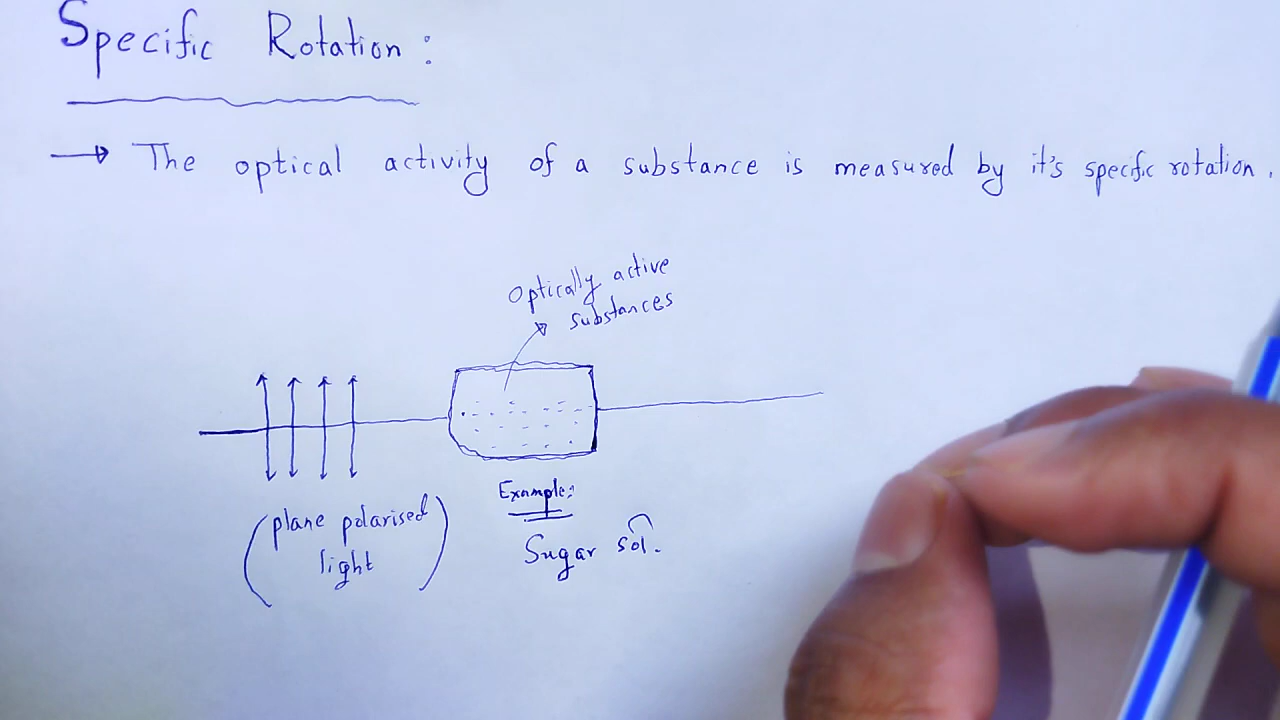 Specific Rotation:
The optical activity of a substance is measured by it's specific rotation.
Optically active
substances
Example:
(plane polarised
light)
Sugar sol.